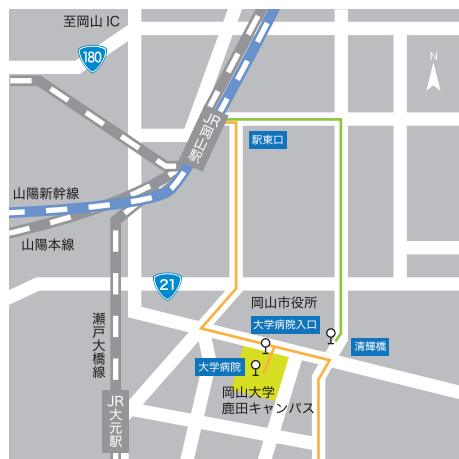 至岡山 IC
180
N
JR岡山駅
駅東口
山陽新幹線
山陽本線
21
岡山市役所
大学病院入口
瀬戸大橋線
清輝橋
大学病院
岡山大学
鹿田キャンパス
JR大元駅